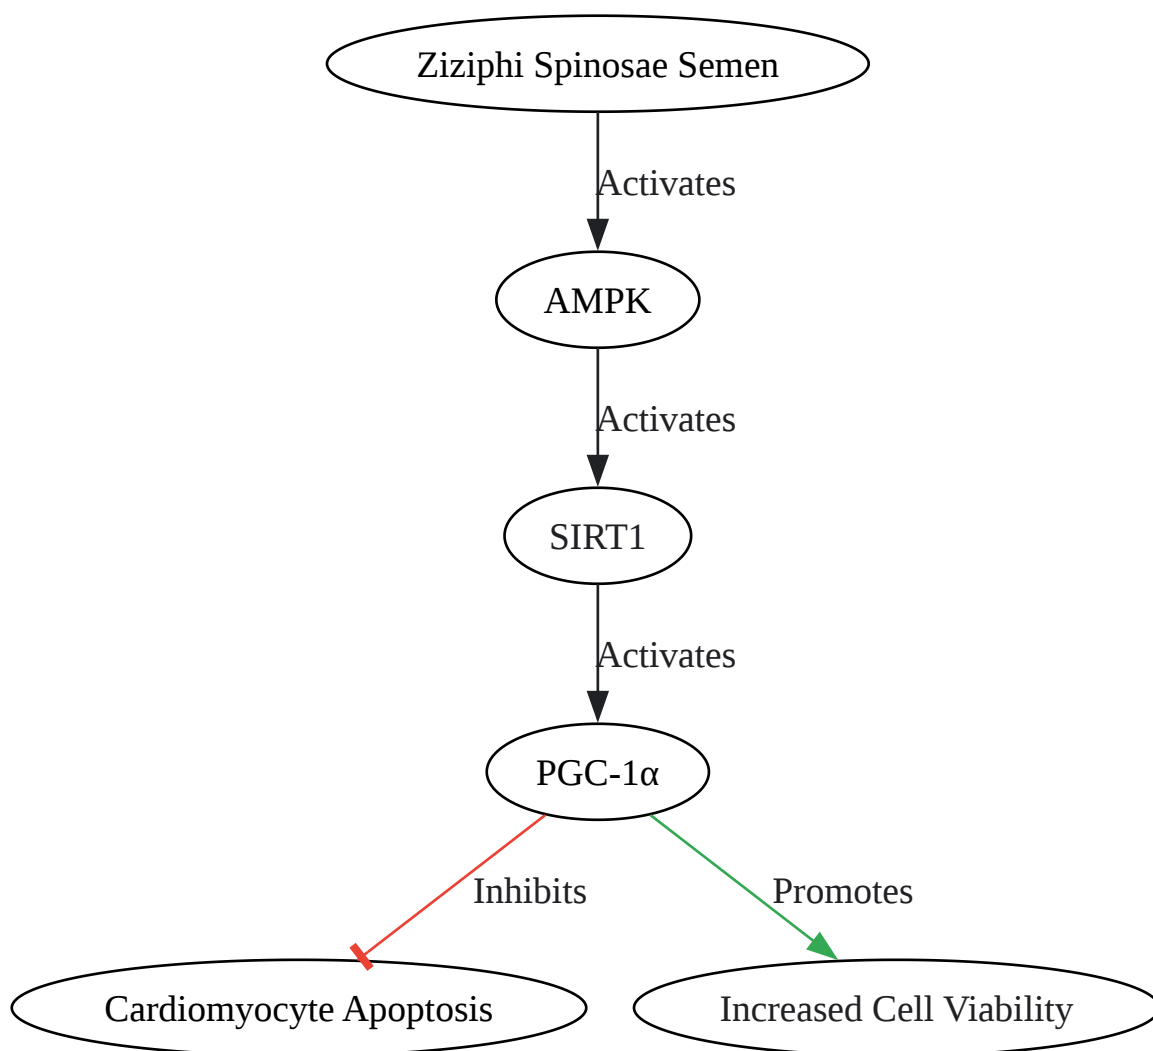 Ziziphi Spinosae Semen
Activates
AMPK
Activates
SIRT1
Activates
PGC-1α
Inhibits
Promotes
Cardiomyocyte Apoptosis
Increased Cell Viability